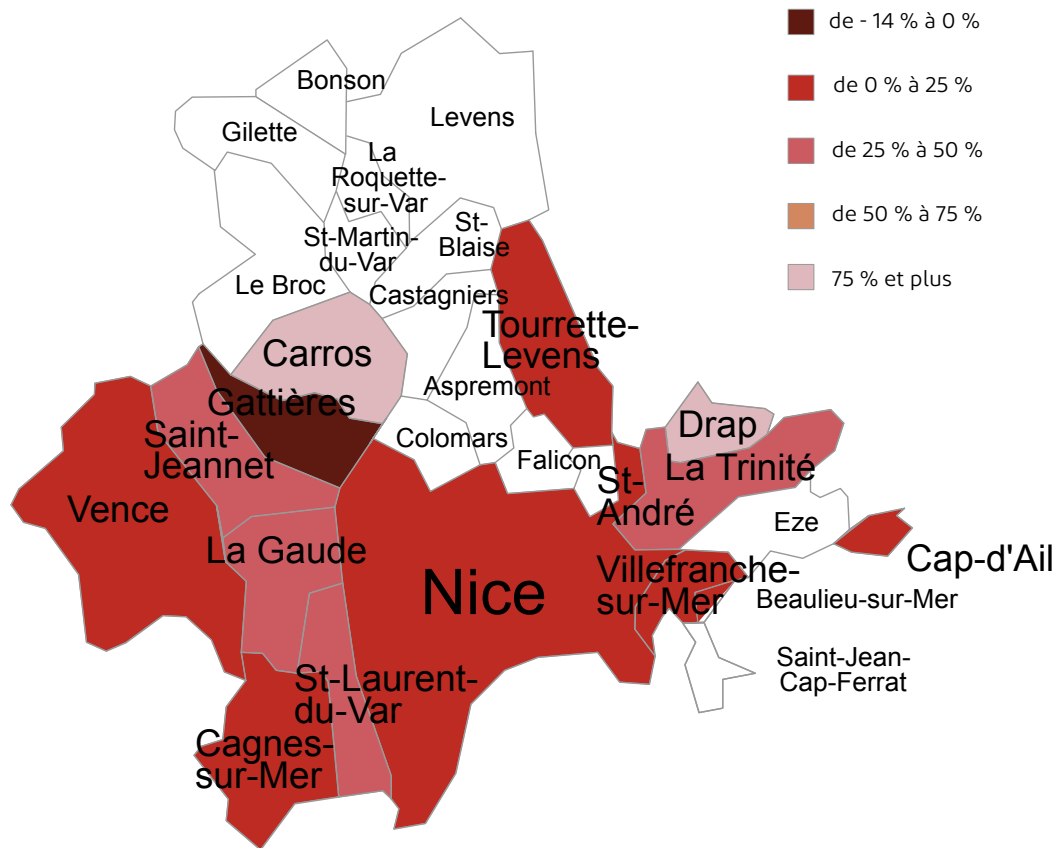 de - 14 % à 0 %
de 0 % à 25 %
de 25 % à 50 %
de 50 % à 75 %
75 % et plus
Bonson
Gilette
Levens
La
Roquette-
sur-Var
St-Martin-
du-Var
St-
Blaise
Le Broc
Castagniers
Tourrette-
Levens
Carros
Gattières
Aspremont
Saint-
Jeannet
Colomars
Falicon
Drap
La Trinité
St-
André
Vence
Eze
La Gaude
Nice
Villefranche-
sur-Mer
Cap-d'Ail
Beaulieu-sur-Mer
Saint-Jean-
Cap-Ferrat
St-Laurent-
du-Var
Cagnes-
sur-Mer